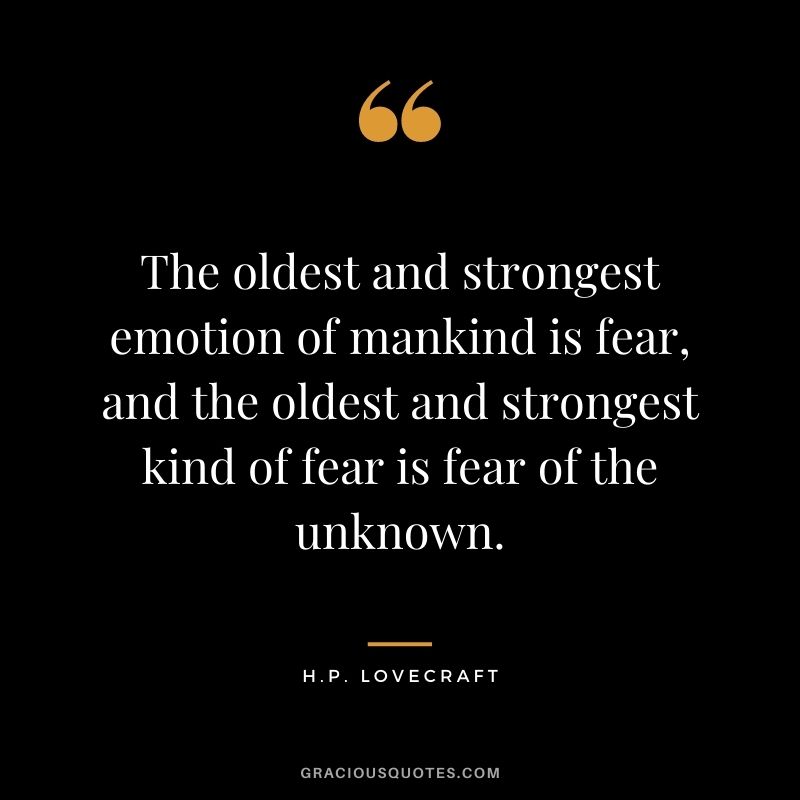 “
The oldest and strongest
emotion of mankind is fear,
and the oldest and strongest
kind of fear is fear of the
unknown.
H.P. LOVECRAFT
GRACIOUSQUOTES.COM